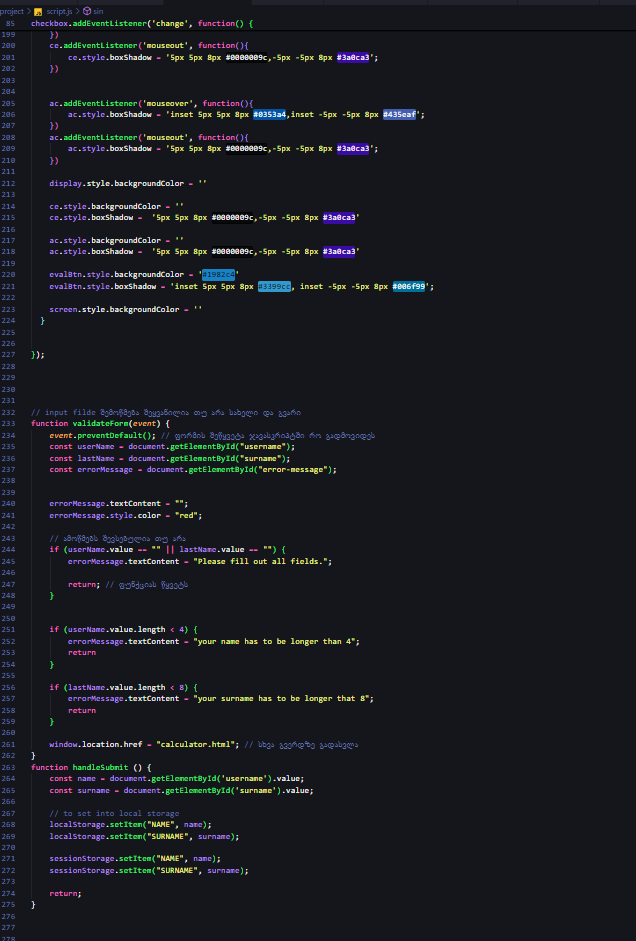 project > script.js > sin
85 checkbox.addEventListener('change', function() {
199 })
200 ce.addEventListener('mouseout', function(){
201 ce.style.boxShadow = '5px 5px 8px #0000009c,-5px -5px 8px #3a0ca3';
202 })
203
204
205 ac.addEventListener('mouseover', function(){
206 ac.style.boxShadow = 'inset 5px 5px 8px #0353a4,inset -5px -5px 8px #435eaf';
207 })
208 ac.addEventListener('mouseout', function(){
209 ac.style.boxShadow = '5px 5px 8px #0000009c,-5px -5px 8px #3a0ca3';
210 })
211
212 display.style.backgroundColor = ''
213
214 ce.style.backgroundColor = ''
215 ce.style.boxShadow =  '5px 5px 8px #0000009c,-5px -5px 8px #3a0ca3'
216
217 ac.style.backgroundColor = ''
218 ac.style.boxShadow =  '5px 5px 8px #0000009c,-5px -5px 8px #3a0ca3'
219
220 evalBtn.style.backgroundColor = '#1982c4'
221 evalBtn.style.boxShadow = 'inset 5px 5px 8px #3399cc, inset -5px -5px 8px #006f99';
222
223 screen.style.backgroundColor = ''
224 }
225
226
227 });
228
229
230
231
232 // input filde შემოწმება შეყვანილია თუ არა სახელი და გვარი
233 function validateForm(event) {
234 event.preventDefault(); // ფორმის შეწყვეტა ჯავასკრიპტში რო გადმოვიდეს
235 const userName = document.getElementById("username");
236 const lastName = document.getElementById("surname");
237 const errorMessage = document.getElementById("error-message");
238
239
240 errorMessage.textContent = "";
241 errorMessage.style.color = "red";
242
243 // ამოწმებს შევსებულია თუ არა
244 if (userName.value == "" || lastName.value == "") {
245 errorMessage.textContent = "Please fill out all fields.";
246
247 return; // ფუნქციას წყვეტს
248 }
249
250
251 if (userName.value.length < 4) {
252 errorMessage.textContent = "your name has to be longer than 4";
253 return
254 }
255
256 if (lastName.value.length < 8) {
257 errorMessage.textContent = "your surname has to be longer that 8";
258 return
259 }
260
261 window.location.href = "calculator.html"; // სხვა გვერდზე გადასვლა
262 }
263 function handleSubmit () {
264 const name = document.getElementById('username').value;
265 const surname = document.getElementById('surname').value;
266
267 // to set into local storage
268 localStorage.setItem("NAME", name);
269 localStorage.setItem("SURNAME", surname);
270
271 sessionStorage.setItem("NAME", name);
272 sessionStorage.setItem("SURNAME", surname);
273
274 return;
275 }
276
277
278